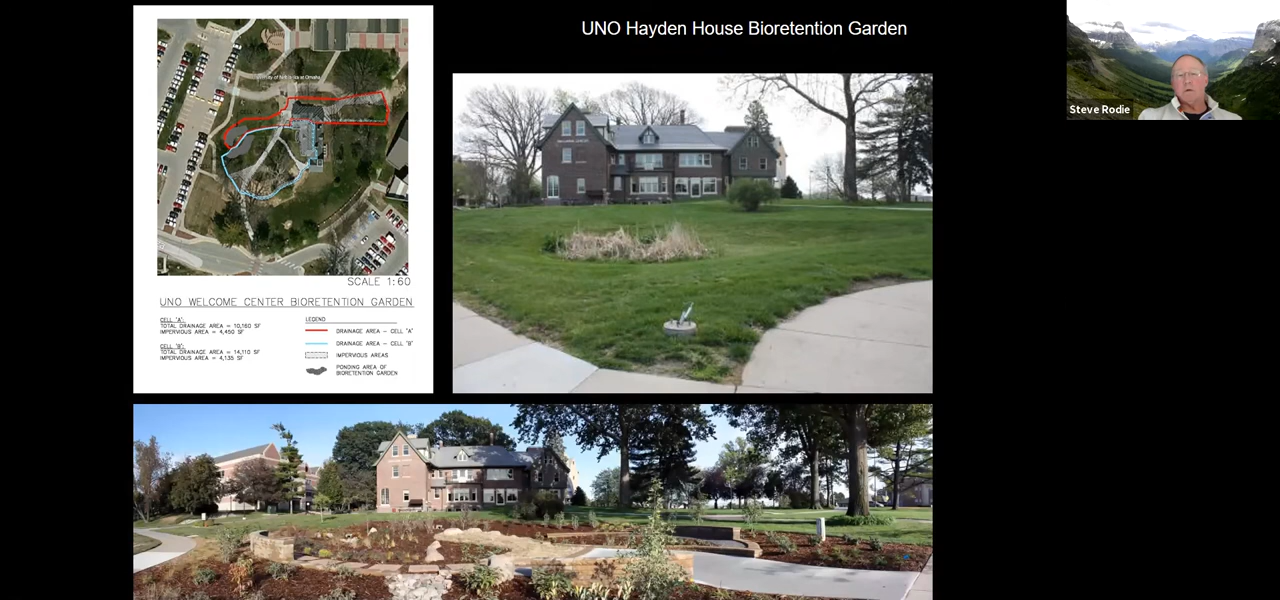 UNO Hayden House Bioretention Garden
Steve Rodie
SCALE 1:60
UNO WELCOME CENTER BIORETENTION GARDEN
CELL 'A':
TOTAL DRAINAGE AREA = 10,160 SF
IMPERVIOUS AREA = 4,450 SF
CELL 'B':
TOTAL DRAINAGE AREA = 14,110 SF
IMPERVIOUS AREA = 4,135 SF
LEGEND
DRAINAGE AREA - CELL 'A'
DRAINAGE AREA - CELL 'B'
IMPERVIOUS AREAS
PONDING AREA OF
BIORETENTION GARDEN